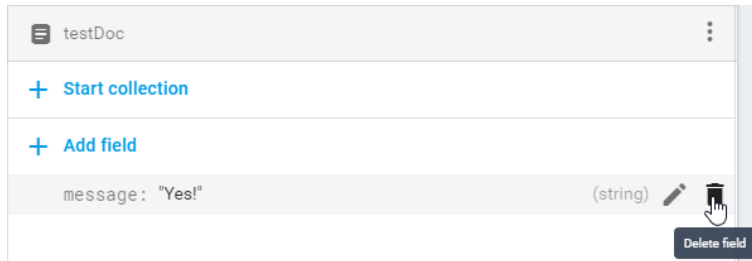 testDoc
+ Start collection
+ Add field
message: "Yes!" (string)
Delete field